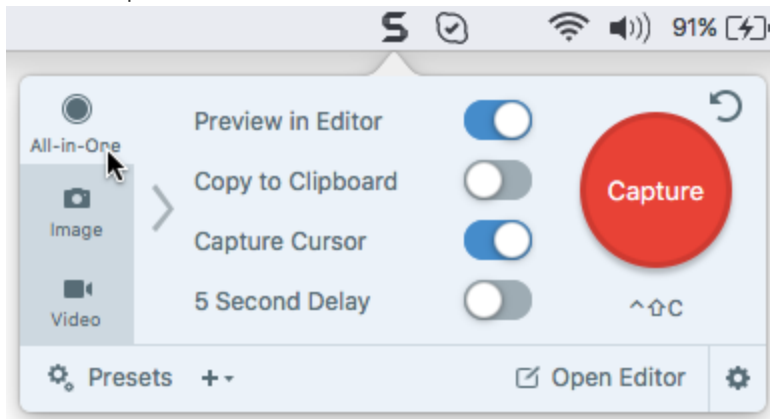 91%
All-in-One
Image
Video
Preview in Editor
Copy to Clipboard
Capture Cursor
5 Second Delay
Capture
^⇧C
Presets
Open Editor